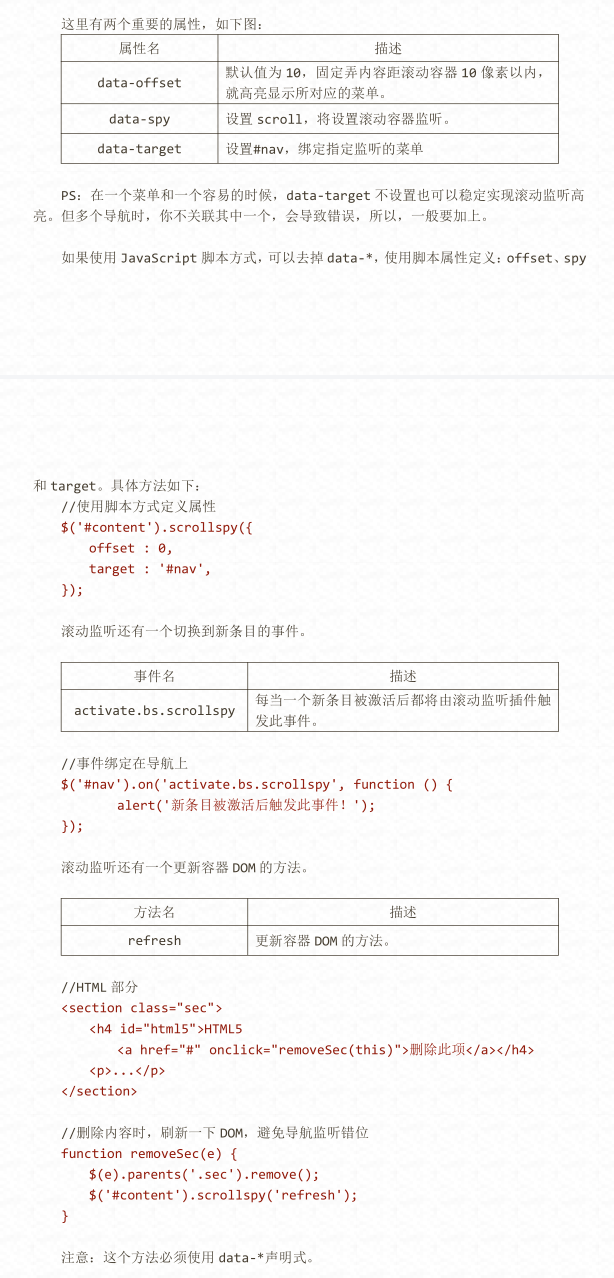 这里有两个重要的属性，如下图：
属性名 描述
data-offset 默认值为 10，固定弄内容距滚动容器 10 像素以内，
就高亮显示所对应的菜单。
data-spy 设置 scroll，将设置滚动容器监听。
data-target 设置#nav，绑定指定监听的菜单
PS：在一个菜单和一个容易的时候，data-target 不设置也可以稳定实现滚动监听高
亮。但多个导航时，你不关联其中一个，会导致错误，所以，一般要加上。
如果使用 JavaScript 脚本方式，可以去掉 data-*，使用脚本属性定义：offset、spy
和 target。具体方法如下：
//使用脚本方式定义属性
$('#content').scrollspy({
offset : 0,
target : '#nav',
});
滚动监听还有一个切换到新条目的事件。
事件名 描述
activate.bs.scrollspy 每当一个新条目被激活后都将由滚动监听插件触
发此事件。
//事件绑定在导航上
$('#nav').on('activate.bs.scrollspy', function () {
alert('新条目被激活后触发此事件！');
});
滚动监听还有一个更新容器 DOM 的方法。
方法名 描述
refresh 更新容器 DOM 的方法。
//HTML 部分
<section class="sec">
<h4 id="html5">HTML5
<a href="#" onclick="removeSec(this)">删除此项</a></h4>
<p>...</p>
</section>
//删除内容时，刷新一下 DOM，避免导航监听错位
function removeSec(e) {
$(e).parents('.sec').remove();
$('#content').scrollspy('refresh');
}
注意：这个方法必须使用 data-*声明式。